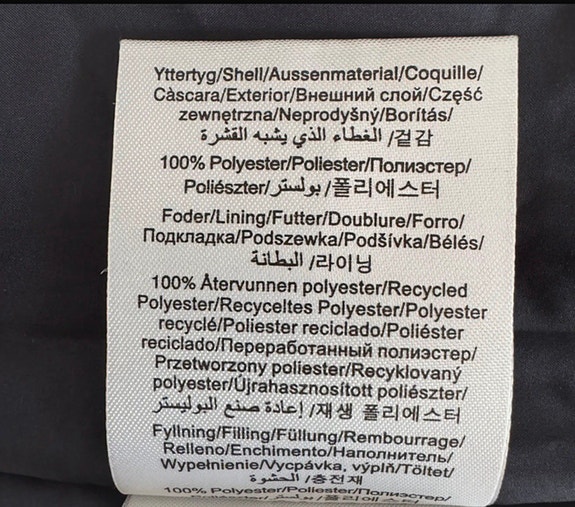 Yttertyg/Shell/Aussenmaterial/Coquille/
Càscara/Exterior/Внешний слой/Część
zewnętrzna/Neprodyšný/Borítás/
الغطاء الذي يشبه القشرة /겉감
100% Polyester/Poliester/Полиэстер/
Poliészter/بولستر/폴리에스터
Foder/Lining/Futter/Doublure/Forro/
Подкладка/Podszewka/Podšívka/Bélés/
البطانة /라이닝
100% Återvunnen polyester/Recycled
Polyester/Recyceltes Polyester/Polyester
recyclé/Poliester reciclado/Poliéster
reciclado/Переработанный полиэстер/
Przetworzony poliester/Recyklovaný
polyester/Újrahasznosított poliészter/
إعادة صنع البوليستر /재생 폴리에스터
Fyllning/Filling/Füllung/Rembourrage/
Relleno/Enchimento/Наполнитель/
Wypełnienie/Vycpávka, výplň/Töltet/
الحشوة /충전재
100% Polyester/Poliester/Полиэстер/